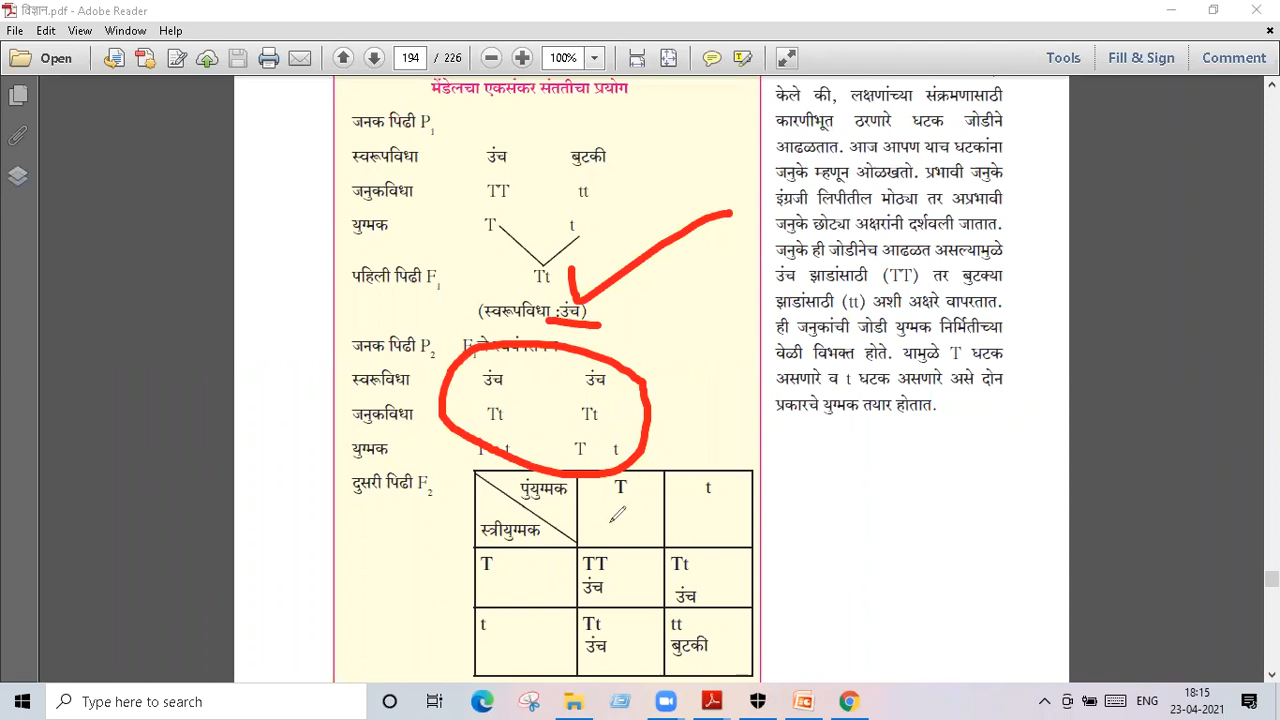 विज्ञान.pdf - Adobe Reader
File Edit View Window Help
Open 194 / 226 100% Tools Fill & Sign Comment
मेंडेलचा एकसंकर संततीचा प्रयोग
जनक पिढी P1
स्वरूपविधा उंच बुटकी
जनुकविधा TT tt
युग्मक T t
पहिली पिढी F1 Tt
(स्वरूपविधा :उंच)
जनक पिढी P2 F1
स्वरूविधा उंच उंच
जनुकविधा Tt Tt
युग्मक T t T t
दुसरी पिढी F2
पुंयुग्मक T t
स्त्रीयुग्मक
T TT Tt
उंच उंच
t Tt tt
उंच बुटकी
केले की, लक्षणांच्या संक्रमणासाठी
कारणीभूत ठरणारे घटक जोडीने
आढळतात. आज आपण याच घटकांना
जनुके म्हणून ओळखतो. प्रभावी जनुके
इंग्रजी लिपीतील मोठ्या तर अप्रभावी
जनुके छोट्या अक्षरांनी दर्शवली जातात.
जनुके ही जोडीनेच आढळत असल्यामुळे
उंच झाडांसाठी (TT) तर बुटक्या
झाडांसाठी (tt) अशी अक्षरे वापरतात.
ही जनुकांची जोडी युग्मक निर्मितीच्या
वेळी विभक्त होते. यामुळे T घटक
असणारे व t घटक असणारे असे दोन
प्रकारचे युग्मक तयार होतात.
Type here to search
ENG 18:15
23-04-2021